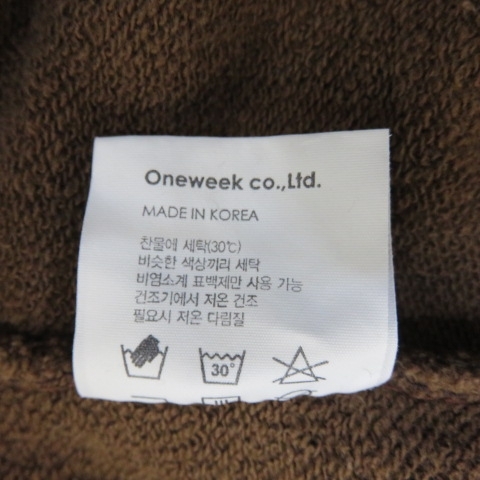 Oneweek co.,Ltd.
MADE IN KOREA
찬물에 세탁(30℃)
비슷한 색상끼리 세탁
비염소계 표백제만 사용 가능
건조기에서 저온 건조
필요시 저온 다림질
30°